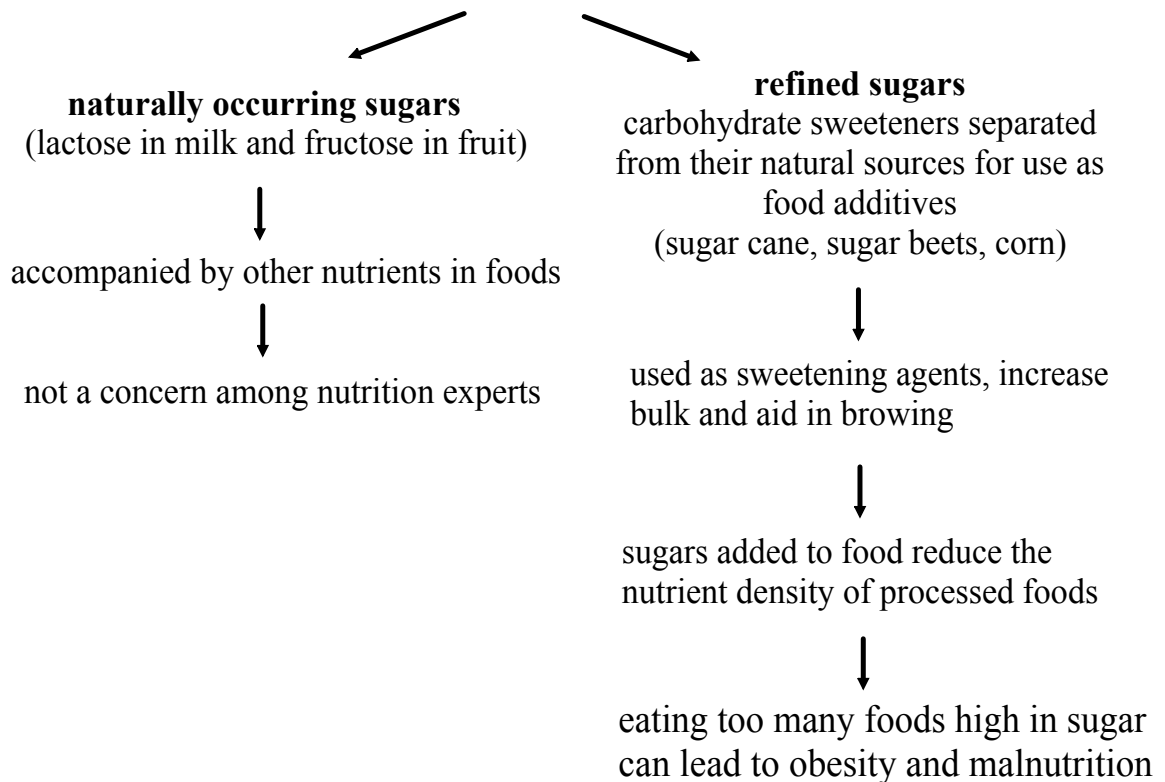 naturally occurring sugars
(lactose in milk and fructose in fruit)
accompanied by other nutrients in foods
not a concern among nutrition experts
refined sugars
carbohydrate sweeteners separated
from their natural sources for use as
food additives
(sugar cane, sugar beets, corn)
used as sweetening agents, increase
bulk and aid in browing
sugars added to food reduce the
nutrient density of processed foods
eating too many foods high in sugar
can lead to obesity and malnutrition